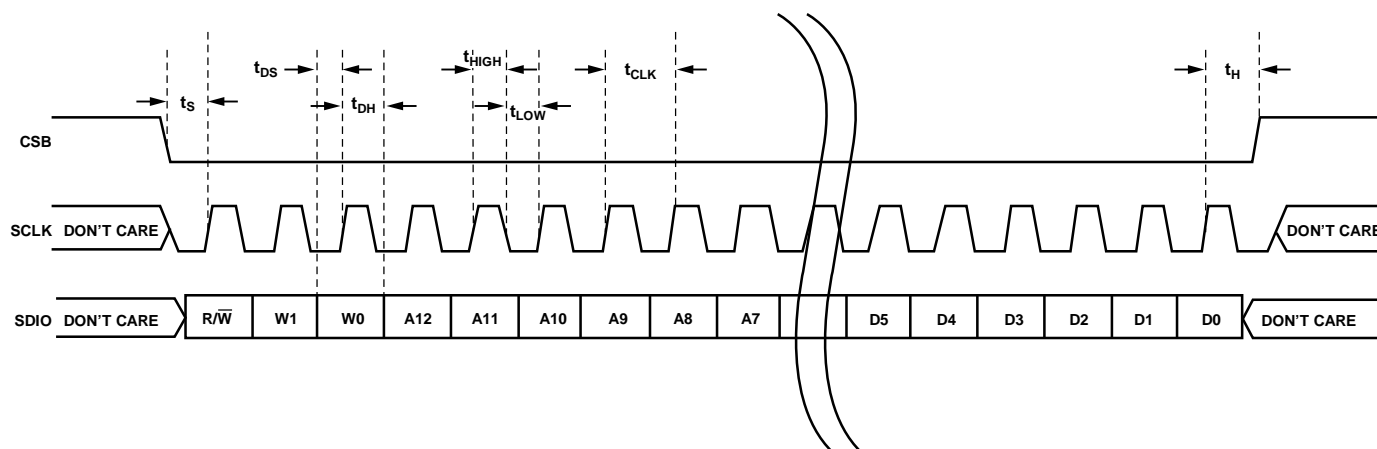 tDS
tHIGH
tCLK
tH
tS
tDH
tLOW
CSB
SCLK DON'T CARE
DON'T CARE
SDIO DON'T CARE R/W̅ W1 W0 A12 A11 A10 A9 A8 A7 D5 D4 D3 D2 D1 D0 DON'T CARE